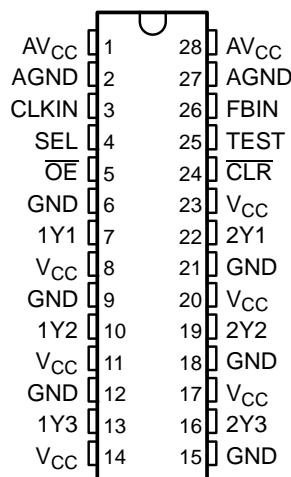 AVCC 1 28 AVCC
AGND 2 27 AGND
CLKIN 3 26 FBIN
SEL 4 25 TEST
O̅E̅ 5 24 C̅L̅R̅
GND 6 23 VCC
1Y1 7 22 2Y1
VCC 8 21 GND
GND 9 20 VCC
1Y2 10 19 2Y2
VCC 11 18 GND
GND 12 17 VCC
1Y3 13 16 2Y3
VCC 14 15 GND